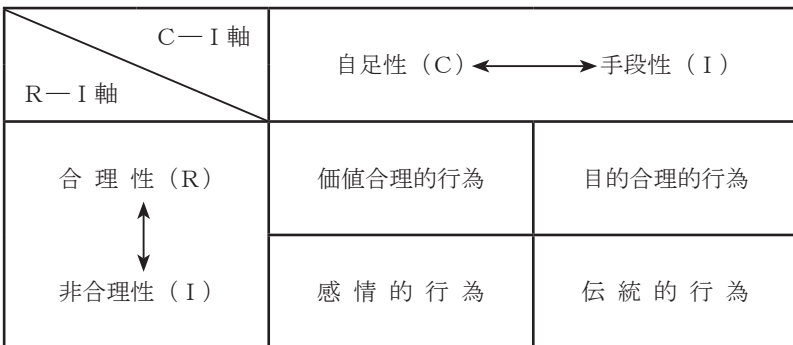 C―I軸
R―I軸
自足性（C）⟷手段性（I）
合理性（R）
価値合理的行為
目的合理的行為
非合理性（I）
感情的行為
伝統的行為